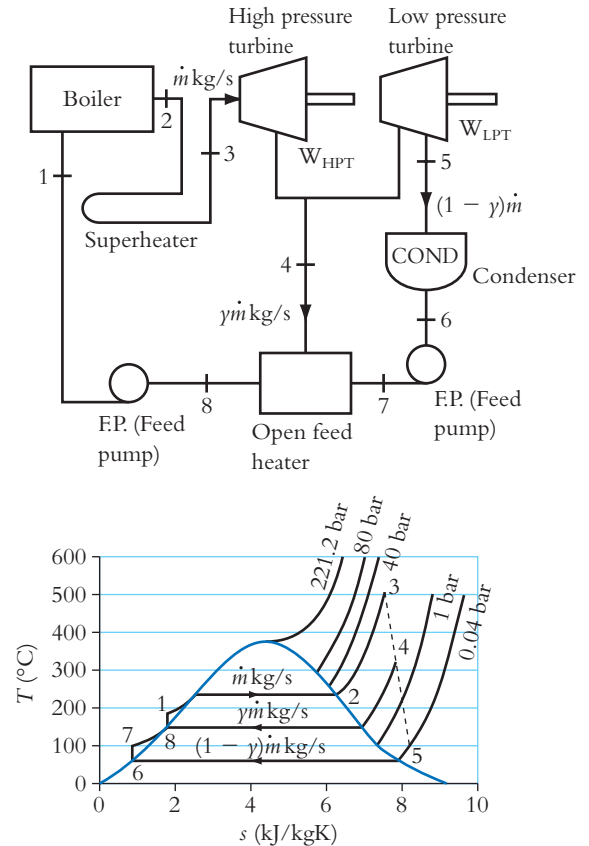 High pressure
turbine
Low pressure
turbine
ṁ kg/s
Boiler
2
3
1
W_HPT
W_LPT
5
(1 − y)ṁ
Superheater
COND
Condenser
4
yṁ kg/s
6
8
7
F.P. (Feed
pump)
Open feed
heater
F.P. (Feed
pump)
221.2 bar
80 bar
40 bar
1 bar
0.04 bar
600
500
400
300
200
100
0
T (°C)
3
4
ṁ kg/s
2
1
yṁ kg/s
7
8
(1 − y)ṁ kg/s
5
6
0
2
4
6
8
10
s (kJ/kgK)